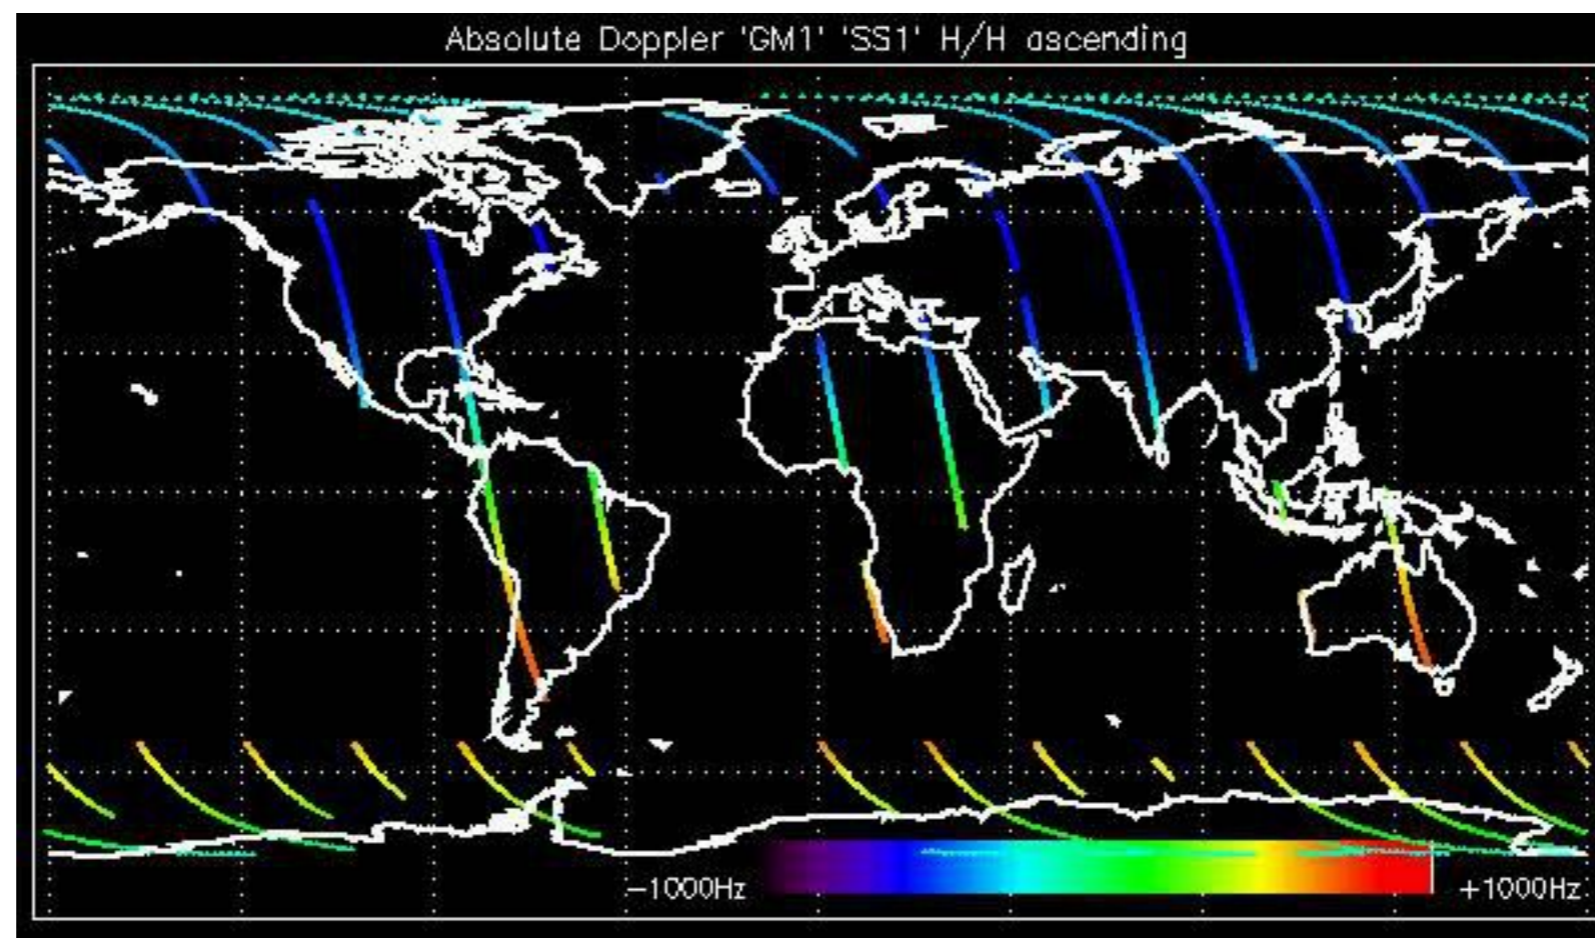 Absolute Doppler 'GM1' 'SS1' H/H ascending
−1000Hz
+1000Hz